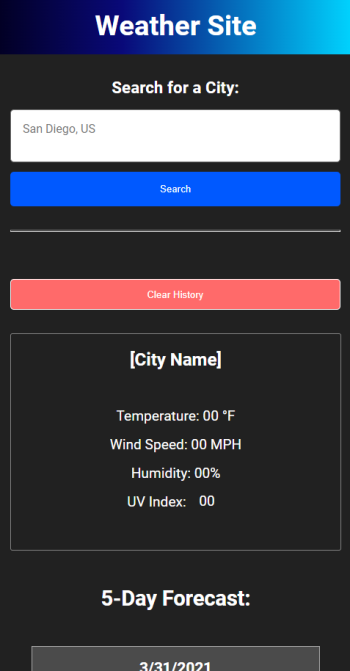 Weather Site
Search for a City:
San Diego, US
Search
Clear History
[City Name]
Temperature: 00 °F
Wind Speed: 00 MPH
Humidity: 00%
UV Index: 00
5-Day Forecast:
3/31/2021